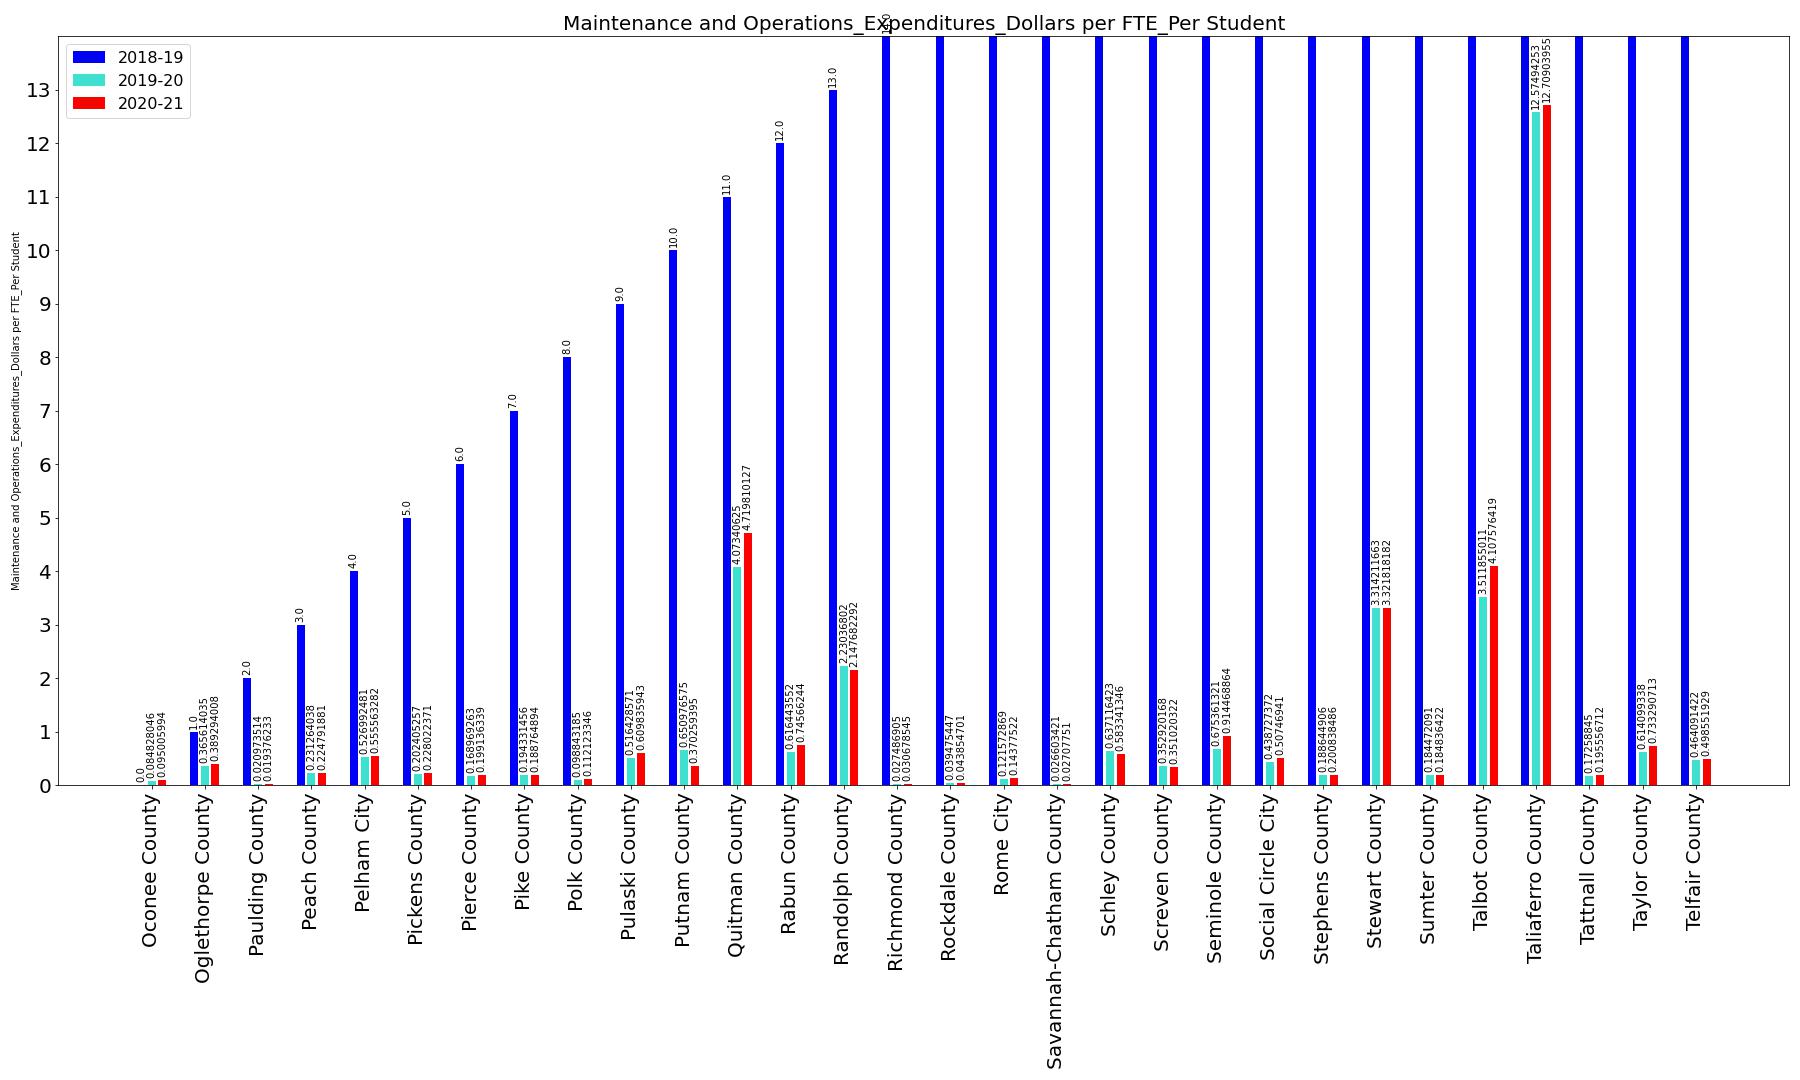 Maintenance and Operations_Expenditures_Dollars per FTE_Per Student
2018-19
2019-20
2020-21
Maintenance and Operations_Expenditures_Dollars per FTE_Per Student
13
12
11
10
9
8
7
6
5
4
3
2
1
0
0.0
0.084828046
0.095005994
1.0
0.365614035
0.389294008
2.0
0.020973514
0.019376233
3.0
0.231264038
0.224791881
4.0
0.526992481
0.555563282
5.0
0.202405257
0.228022371
6.0
0.168969263
0.199136339
7.0
0.194331456
0.188764894
8.0
0.098843185
0.112123346
9.0
0.516428571
0.609835943
10.0
0.650976575
0.370259395
11.0
4.07340625
4.719810127
12.0
0.616443552
0.74566244
13.0
2.23036802
2.147682292
14.0
0.027486905
0.030678545
0.039475447
0.043854701
0.121572869
0.14377522
0.026603421
0.02707751
0.637116423
0.583341346
0.352920168
0.351020322
0.675361321
0.914468864
0.438727372
0.50746941
0.188644906
0.200838486
3.314211663
3.321818182
0.184472091
0.184836422
3.511855011
4.107576419
12.57494253
12.70903955
0.17258845
0.195556712
0.614099338
0.733290713
0.464091422
0.498551929
Oconee County
Oglethorpe County
Paulding County
Peach County
Pelham City
Pickens County
Pierce County
Pike County
Polk County
Pulaski County
Putnam County
Quitman County
Rabun County
Randolph County
Richmond County
Rockdale County
Rome City
Savannah-Chatham County
Schley County
Screven County
Seminole County
Social Circle City
Stephens County
Stewart County
Sumter County
Talbot County
Taliaferro County
Tattnall County
Taylor County
Telfair County